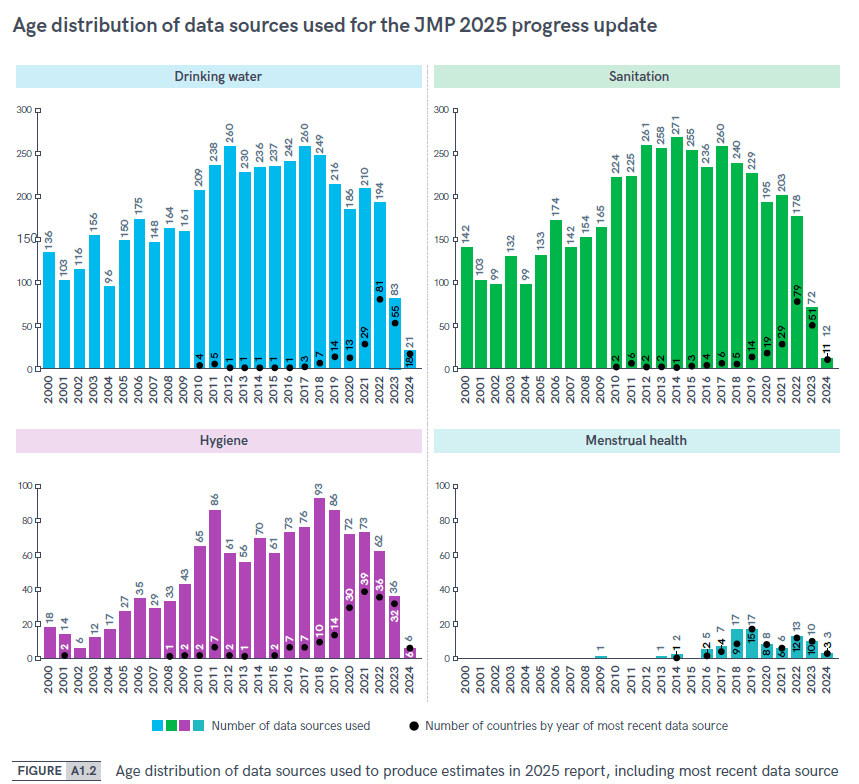 Age distribution of data sources used for the JMP 2025 progress update
Drinking water
300
250
200
150
100
50
0
136 103 116 156 96 150 175 148 164 161 209 238 260 230 236 237 242 260 249 216 186 210 194 83 21
4 5 1 1 1 1 1 3 7 14 13 29 81 55 18
2000 2001 2002 2003 2004 2005 2006 2007 2008 2009 2010 2011 2012 2013 2014 2015 2016 2017 2018 2019 2020 2021 2022 2023 2024
Sanitation
300
250
200
150
100
50
0
142 103 99 132 99 133 174 142 154 165 224 225 261 258 271 255 236 260 240 229 195 203 178 72 12
2 6 2 2 1 3 4 6 5 14 19 29 79 51 11
2000 2001 2002 2003 2004 2005 2006 2007 2008 2009 2010 2011 2012 2013 2014 2015 2016 2017 2018 2019 2020 2021 2022 2023 2024
Hygiene
100
80
60
40
20
0
18 14 6 12 17 27 35 29 33 43 65 86 61 56 70 61 73 76 93 86 72 73 62 36 6
2 1 2 2 7 2 1 2 7 7 10 14 30 39 36 32 6
2000 2001 2002 2003 2004 2005 2006 2007 2008 2009 2010 2011 2012 2013 2014 2015 2016 2017 2018 2019 2020 2021 2022 2023 2024
Menstrual health
100
80
60
40
20
0
1 1 2 5 7 17 17 8 6 13 10 3
1 2 4 9 15 8 6 12 10 3
2000 2001 2002 2003 2004 2005 2006 2007 2008 2009 2010 2011 2012 2013 2014 2015 2016 2017 2018 2019 2020 2021 2022 2023 2024
Number of data sources used
Number of countries by year of most recent data source
FIGURE A1.2 Age distribution of data sources used to produce estimates in 2025 report, including most recent data source